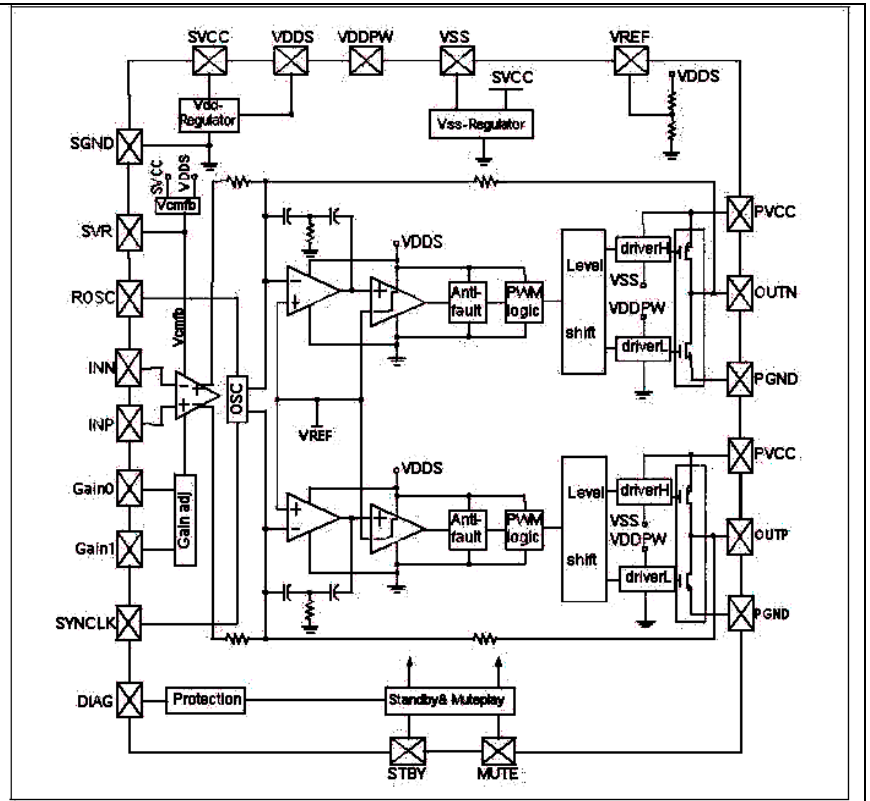 SVCC VDDS VDDPW VSS VREF
SVCC
VDDS
Vdd-
Regulator
Vss-Regulator
SGND
SVCC
VDDS
Vcmfb
SVR
PVCC
VDDS
driverH
Level
Anti-
fault
PWM
logic
VSS
ROSC
OUTN
VDDPW
shift
driverL
Vcmfb
INN
PGND
OSC
INP
VREF
PVCC
VDDS
Gain0
Level
driverH
Gain adj
Anti-
fault
PWM
logic
VSS
OUTP
Gain1
VDDPW
shift
driverL
SYNCLK
PGND
DIAG
Protection
Standby& Muteplay
STBY MUTE